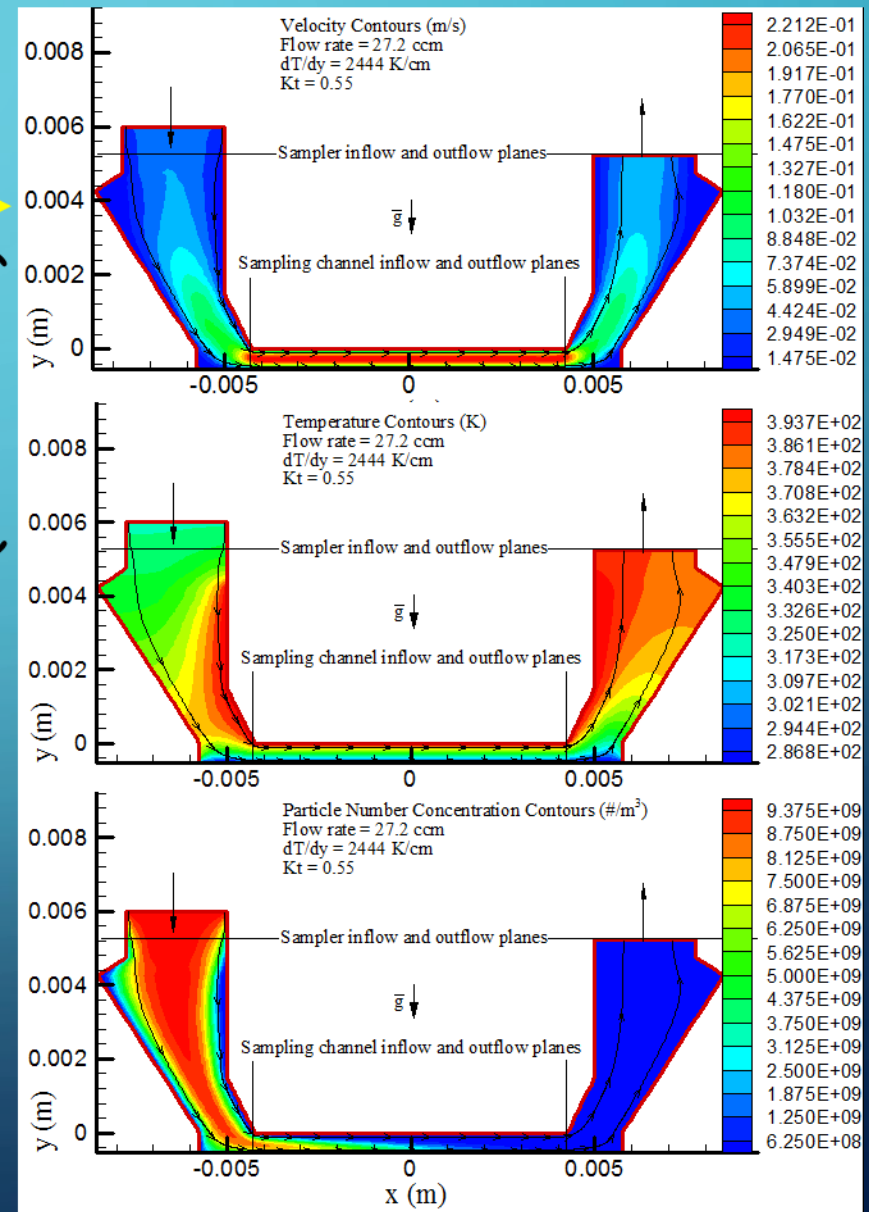 Velocity Contours (m/s)
Flow rate = 27.2 ccm
dT/dy = 2444 K/cm
Kt = 0.55
Sampler inflow and outflow planes
|g|
Sampling channel inflow and outflow planes
y (m)
0.008
0.006
0.004
0.002
0
-0.005
0
0.005
2.212E-01
2.065E-01
1.917E-01
1.770E-01
1.622E-01
1.475E-01
1.327E-01
1.180E-01
1.032E-01
8.848E-02
7.374E-02
5.899E-02
4.424E-02
2.949E-02
1.475E-02
Temperature Contours (K)
Flow rate = 27.2 ccm
dT/dy = 2444 K/cm
Kt = 0.55
Sampler inflow and outflow planes
|g|
Sampling channel inflow and outflow planes
y (m)
0.008
0.006
0.004
0.002
0
-0.005
0
0.005
3.937E+02
3.861E+02
3.784E+02
3.708E+02
3.632E+02
3.555E+02
3.479E+02
3.403E+02
3.326E+02
3.250E+02
3.173E+02
3.097E+02
3.021E+02
2.944E+02
2.868E+02
Particle Number Concentration Contours (#/m³)
Flow rate = 27.2 ccm
dT/dy = 2444 K/cm
Kt = 0.55
Sampler inflow and outflow planes
|g|
Sampling channel inflow and outflow planes
y (m)
0.008
0.006
0.004
0.002
0
-0.005
0
0.005
x (m)
9.375E+09
8.750E+09
8.125E+09
7.500E+09
6.875E+09
6.250E+09
5.625E+09
5.000E+09
4.375E+09
3.750E+09
3.125E+09
2.500E+09
1.875E+09
1.250E+09
6.250E+08